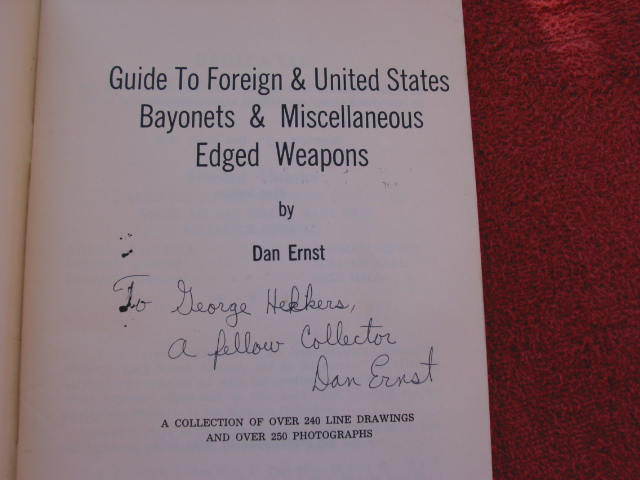 Guide To Foreign & United States
Bayonets & Miscellaneous
Edged Weapons
by
Dan Ernst
To George Hekkers,
A fellow Collector
Dan Ernst
A COLLECTION OF OVER 240 LINE DRAWINGS
AND OVER 250 PHOTOGRAPHS